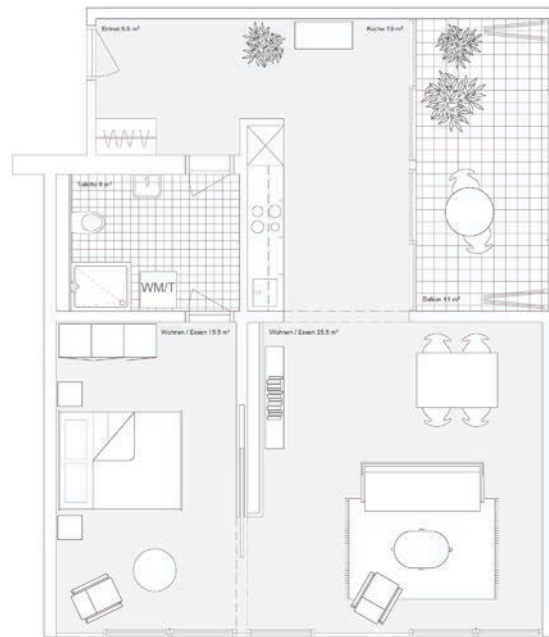 Entree 5.5 m²
Küche 13 m²
Toilette 6 m²
WM/T
Balkon 11 m²
Wohnen / Essen 15.5 m²
Wohnen / Essen 25.5 m²